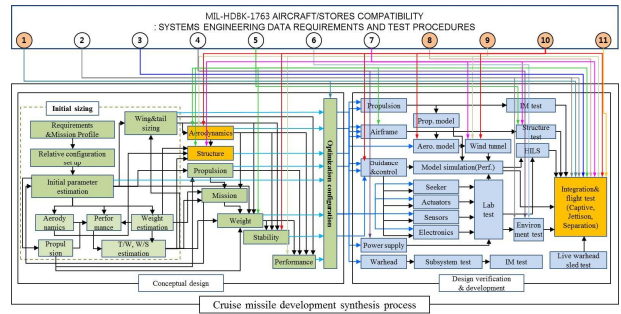 MIL-HDBK-1763 AIRCRAFT/STORES COMPATIBILITY
: SYSTEMS ENGINEERING DATA REQUIREMENTS AND TEST PROCEDURES
1 2 3 4 5 6 7 8 9 10 11
Initial sizing
Requirements
&Mission Profile
Relative configuration
set up
Initial parameter
estimation
Aerody
namics
Perfor
mance
Weight estimation
Propul
sion
T/W, W/S
estimation
Wing&tail
sizing
Aerodynamics
Structure
Propulsion
Mission
Weight
Stability
Performance
Conceptual design
Optimization configuration
Propulsion
Airframe
Guidance
&control
Power supply
Warhead
Prop. model
Aero. model
Wind tunnel
Model simulation(Perf.)
Seeker
Actuators
Sensors
Electronics
Lab
test
Subsystem test
IM test
Structure
test
HILS
Environ
ment test
IM test
Integration&
flight test
(Captive,
Jettison,
Separation)
Live warhead
sled test
Design verification
& development
Cruise missile development synthesis process